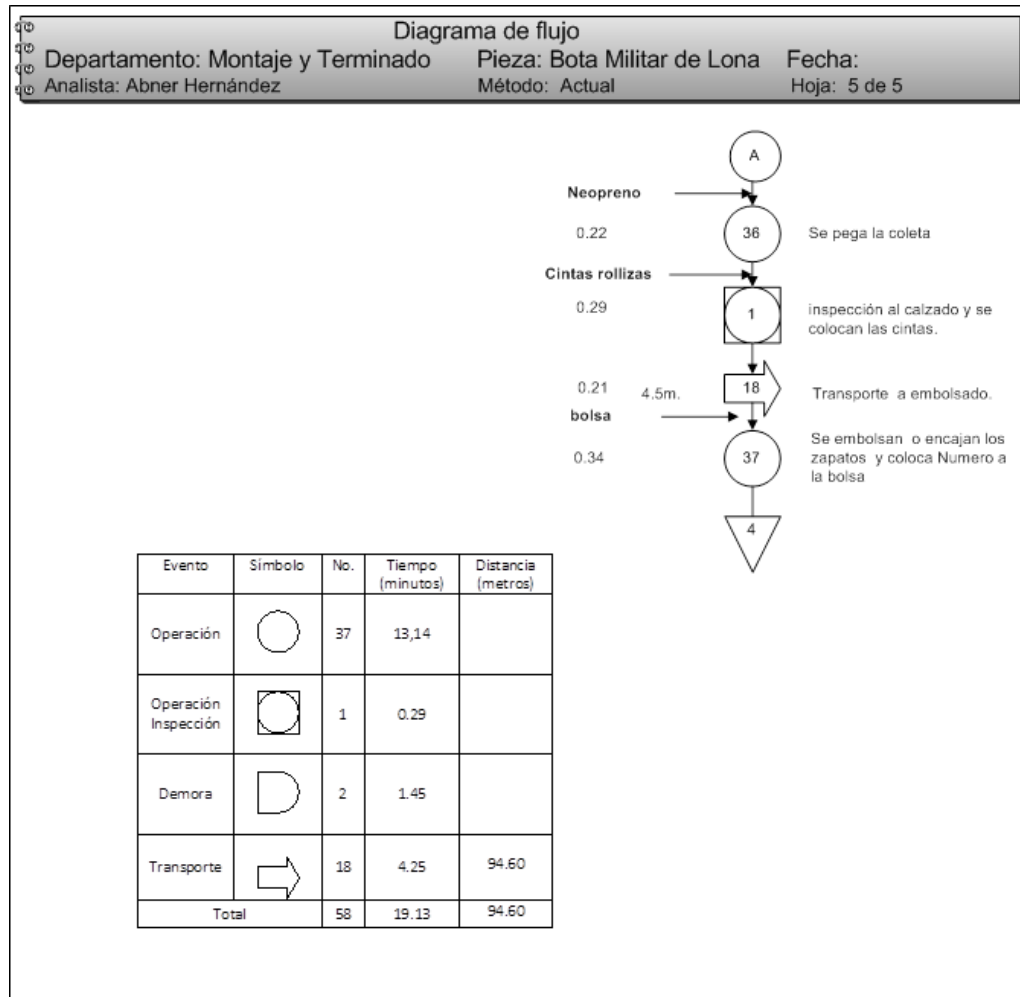 Diagrama de flujo
Departamento: Montaje y Terminado Pieza: Bota Militar de Lona Fecha:
Analista: Abner Hernández Método: Actual Hoja: 5 de 5
A
Neopreno
0.22 36 Se pega la coleta
Cintas rollizas
0.29 1 inspección al calzado y se
colocan las cintas.
0.21 4.5m. 18 Transporte a embolsado.
bolsa
0.34 37 Se embolsan o encajan los
zapatos y coloca Numero a
la bolsa
4
Evento Símbolo No. Tiempo Distancia
(minutos) (metros)
Operación 37 13,14
Operación
Inspección 1 0.29
Demora 2 1.45
Transporte 18 4.25 94.60
Total 58 19.13 94.60